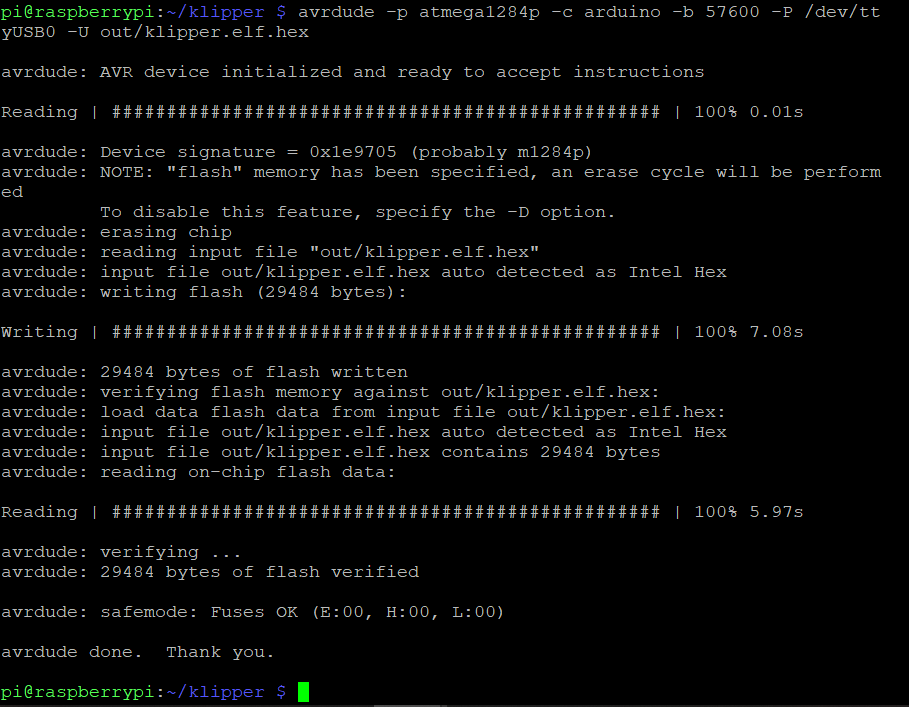 pi@raspberrypi:~/klipper $ avrdude -p atmega1284p -c arduino -b 57600 -P /dev/tt
yUSB0 -U out/klipper.elf.hex
avrdude: AVR device initialized and ready to accept instructions
Reading | ################################################## | 100% 0.01s
avrdude: Device signature = 0x1e9705 (probably m1284p)
avrdude: NOTE: "flash" memory has been specified, an erase cycle will be perform
ed
To disable this feature, specify the -D option.
avrdude: erasing chip
avrdude: reading input file "out/klipper.elf.hex"
avrdude: input file out/klipper.elf.hex auto detected as Intel Hex
avrdude: writing flash (29484 bytes):
Writing | ################################################## | 100% 7.08s
avrdude: 29484 bytes of flash written
avrdude: verifying flash memory against out/klipper.elf.hex:
avrdude: load data flash data from input file out/klipper.elf.hex:
avrdude: input file out/klipper.elf.hex auto detected as Intel Hex
avrdude: input file out/klipper.elf.hex contains 29484 bytes
avrdude: reading on-chip flash data:
Reading | ################################################## | 100% 5.97s
avrdude: verifying ...
avrdude: 29484 bytes of flash verified
avrdude: safemode: Fuses OK (E:00, H:00, L:00)
avrdude done.  Thank you.
pi@raspberrypi:~/klipper $